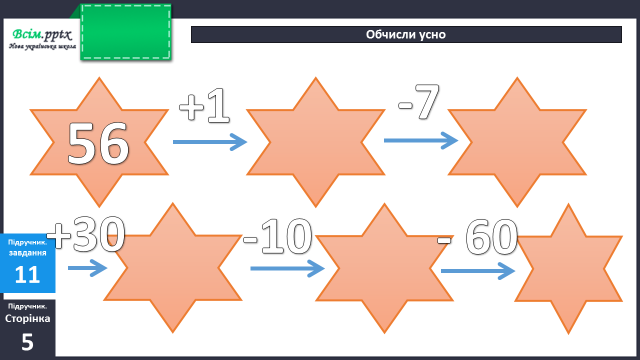 Всім.pptx
Нова українська школа
Обчисли усно
56
+1
-7
+30
-10
- 60
Підручник.
завдання
11
Підручник.
Сторінка
5